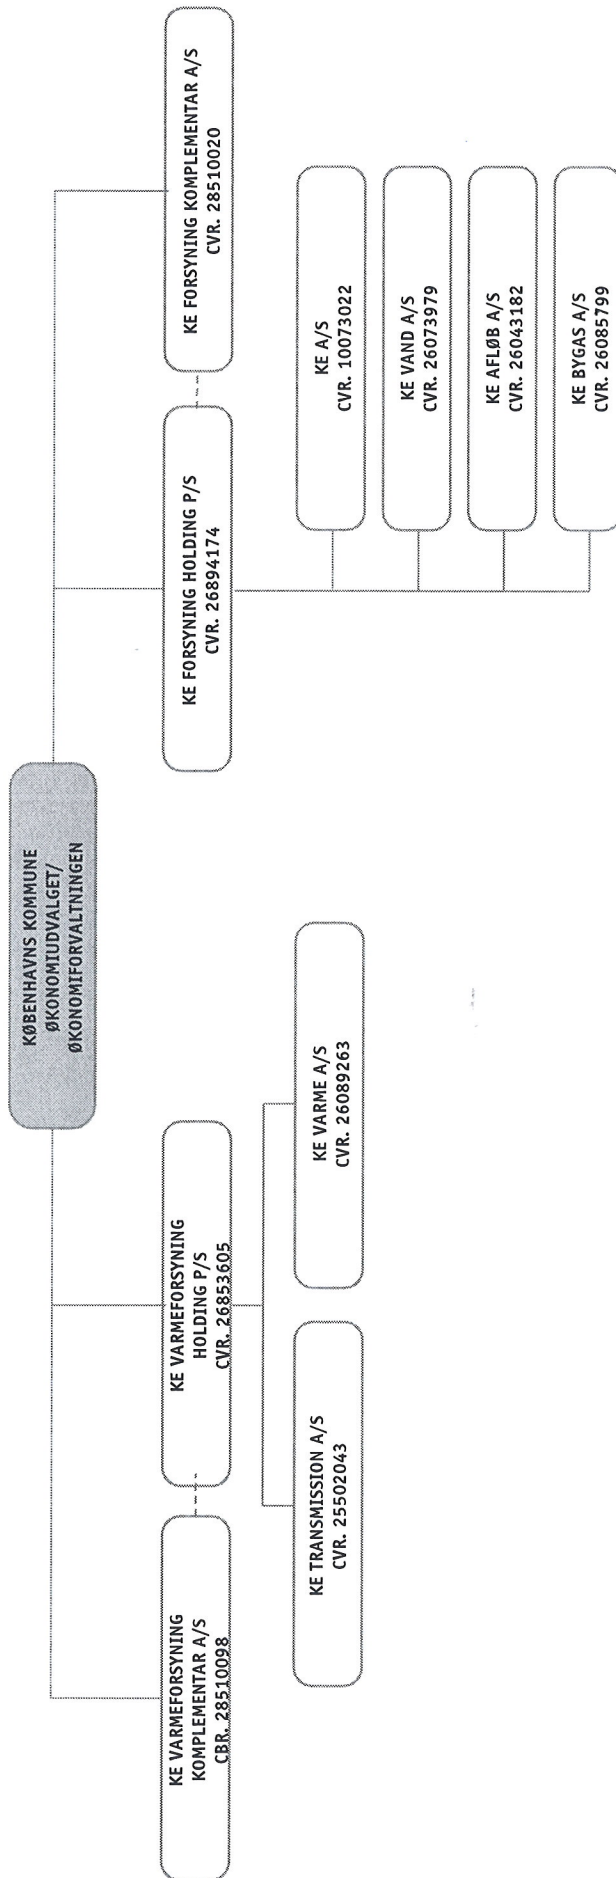 KØBENHAVNS KOMMUNE
ØKONOMIUDVALGET/
ØKONOMIFORVALTNINGEN
KE VARMEFORSYNING
KOMPLEMENTAR A/S
CBR. 28510098
KE VARMEFORSYNING
HOLDING P/S
CVR. 26853605
KE FORSYNING HOLDING P/S
CVR. 26894174
KE FORSYNING KOMPLEMENTAR A/S
CVR. 28510020
KE TRANSMISSION A/S
CVR. 25502043
KE VARME A/S
CVR. 26089263
KE A/S
CVR. 10073022
KE VAND A/S
CVR. 26073979
KE AFLØB A/S
CVR. 26043182
KE BYGAS A/S
CVR. 26085799